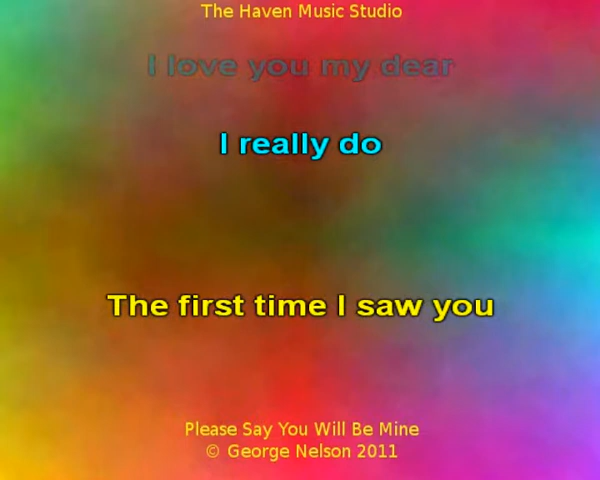 The Haven Music Studio
I love you my dear
I really do
The first time I saw you
Please Say You Will Be Mine
© George Nelson 2011